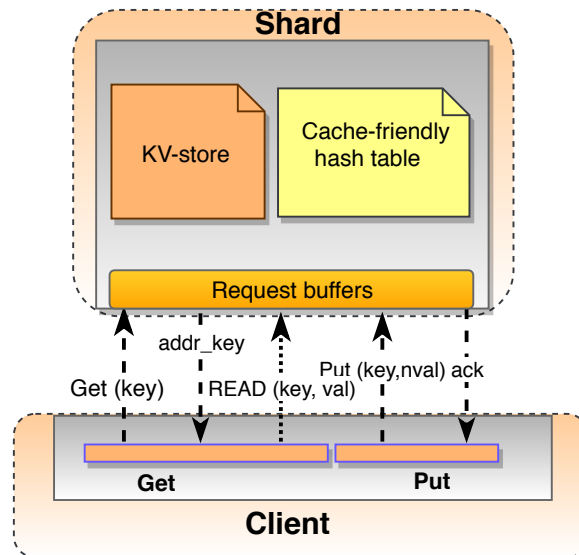 Shard
KV-store
Cache-friendly
hash table
Request buffers
addr_key
Get (key)
READ (key, val)
Put (key,nval)
ack
Get
Put
Client